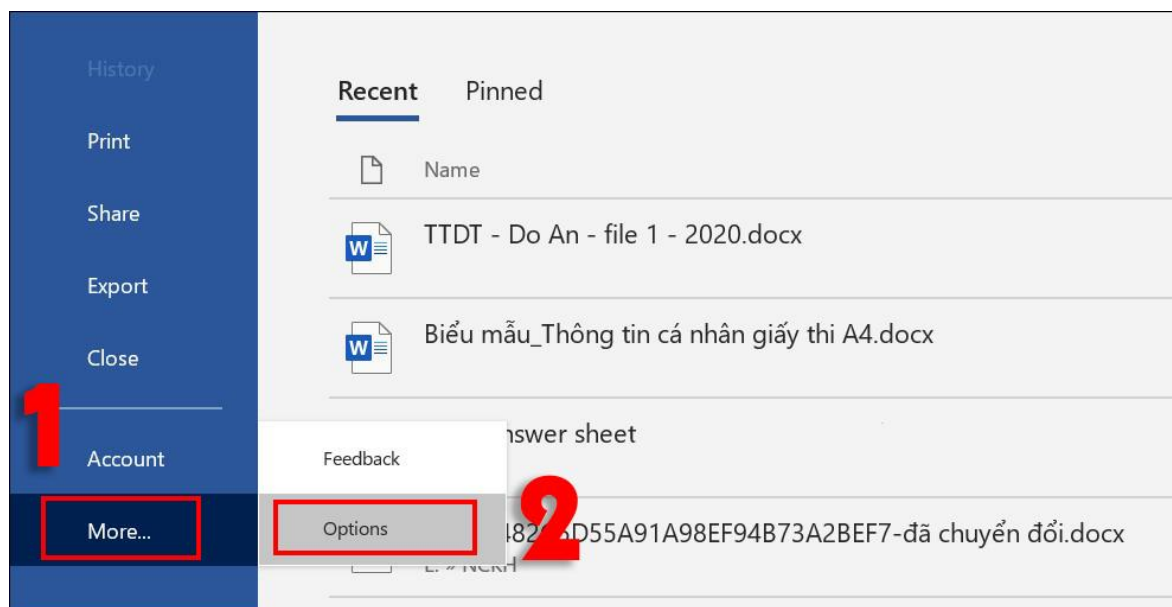 History
Print
Share
Export
Close
1
Account
More...
Feedback
Options
2
Recent Pinned
Name
TTDT - Do An - file 1 - 2020.docx
Biểu mẫu_Thông tin cá nhân giấy thi A4.docx
sheet
D55A91A98EF94B73A2BEF7-đã chuyển đổi.docx